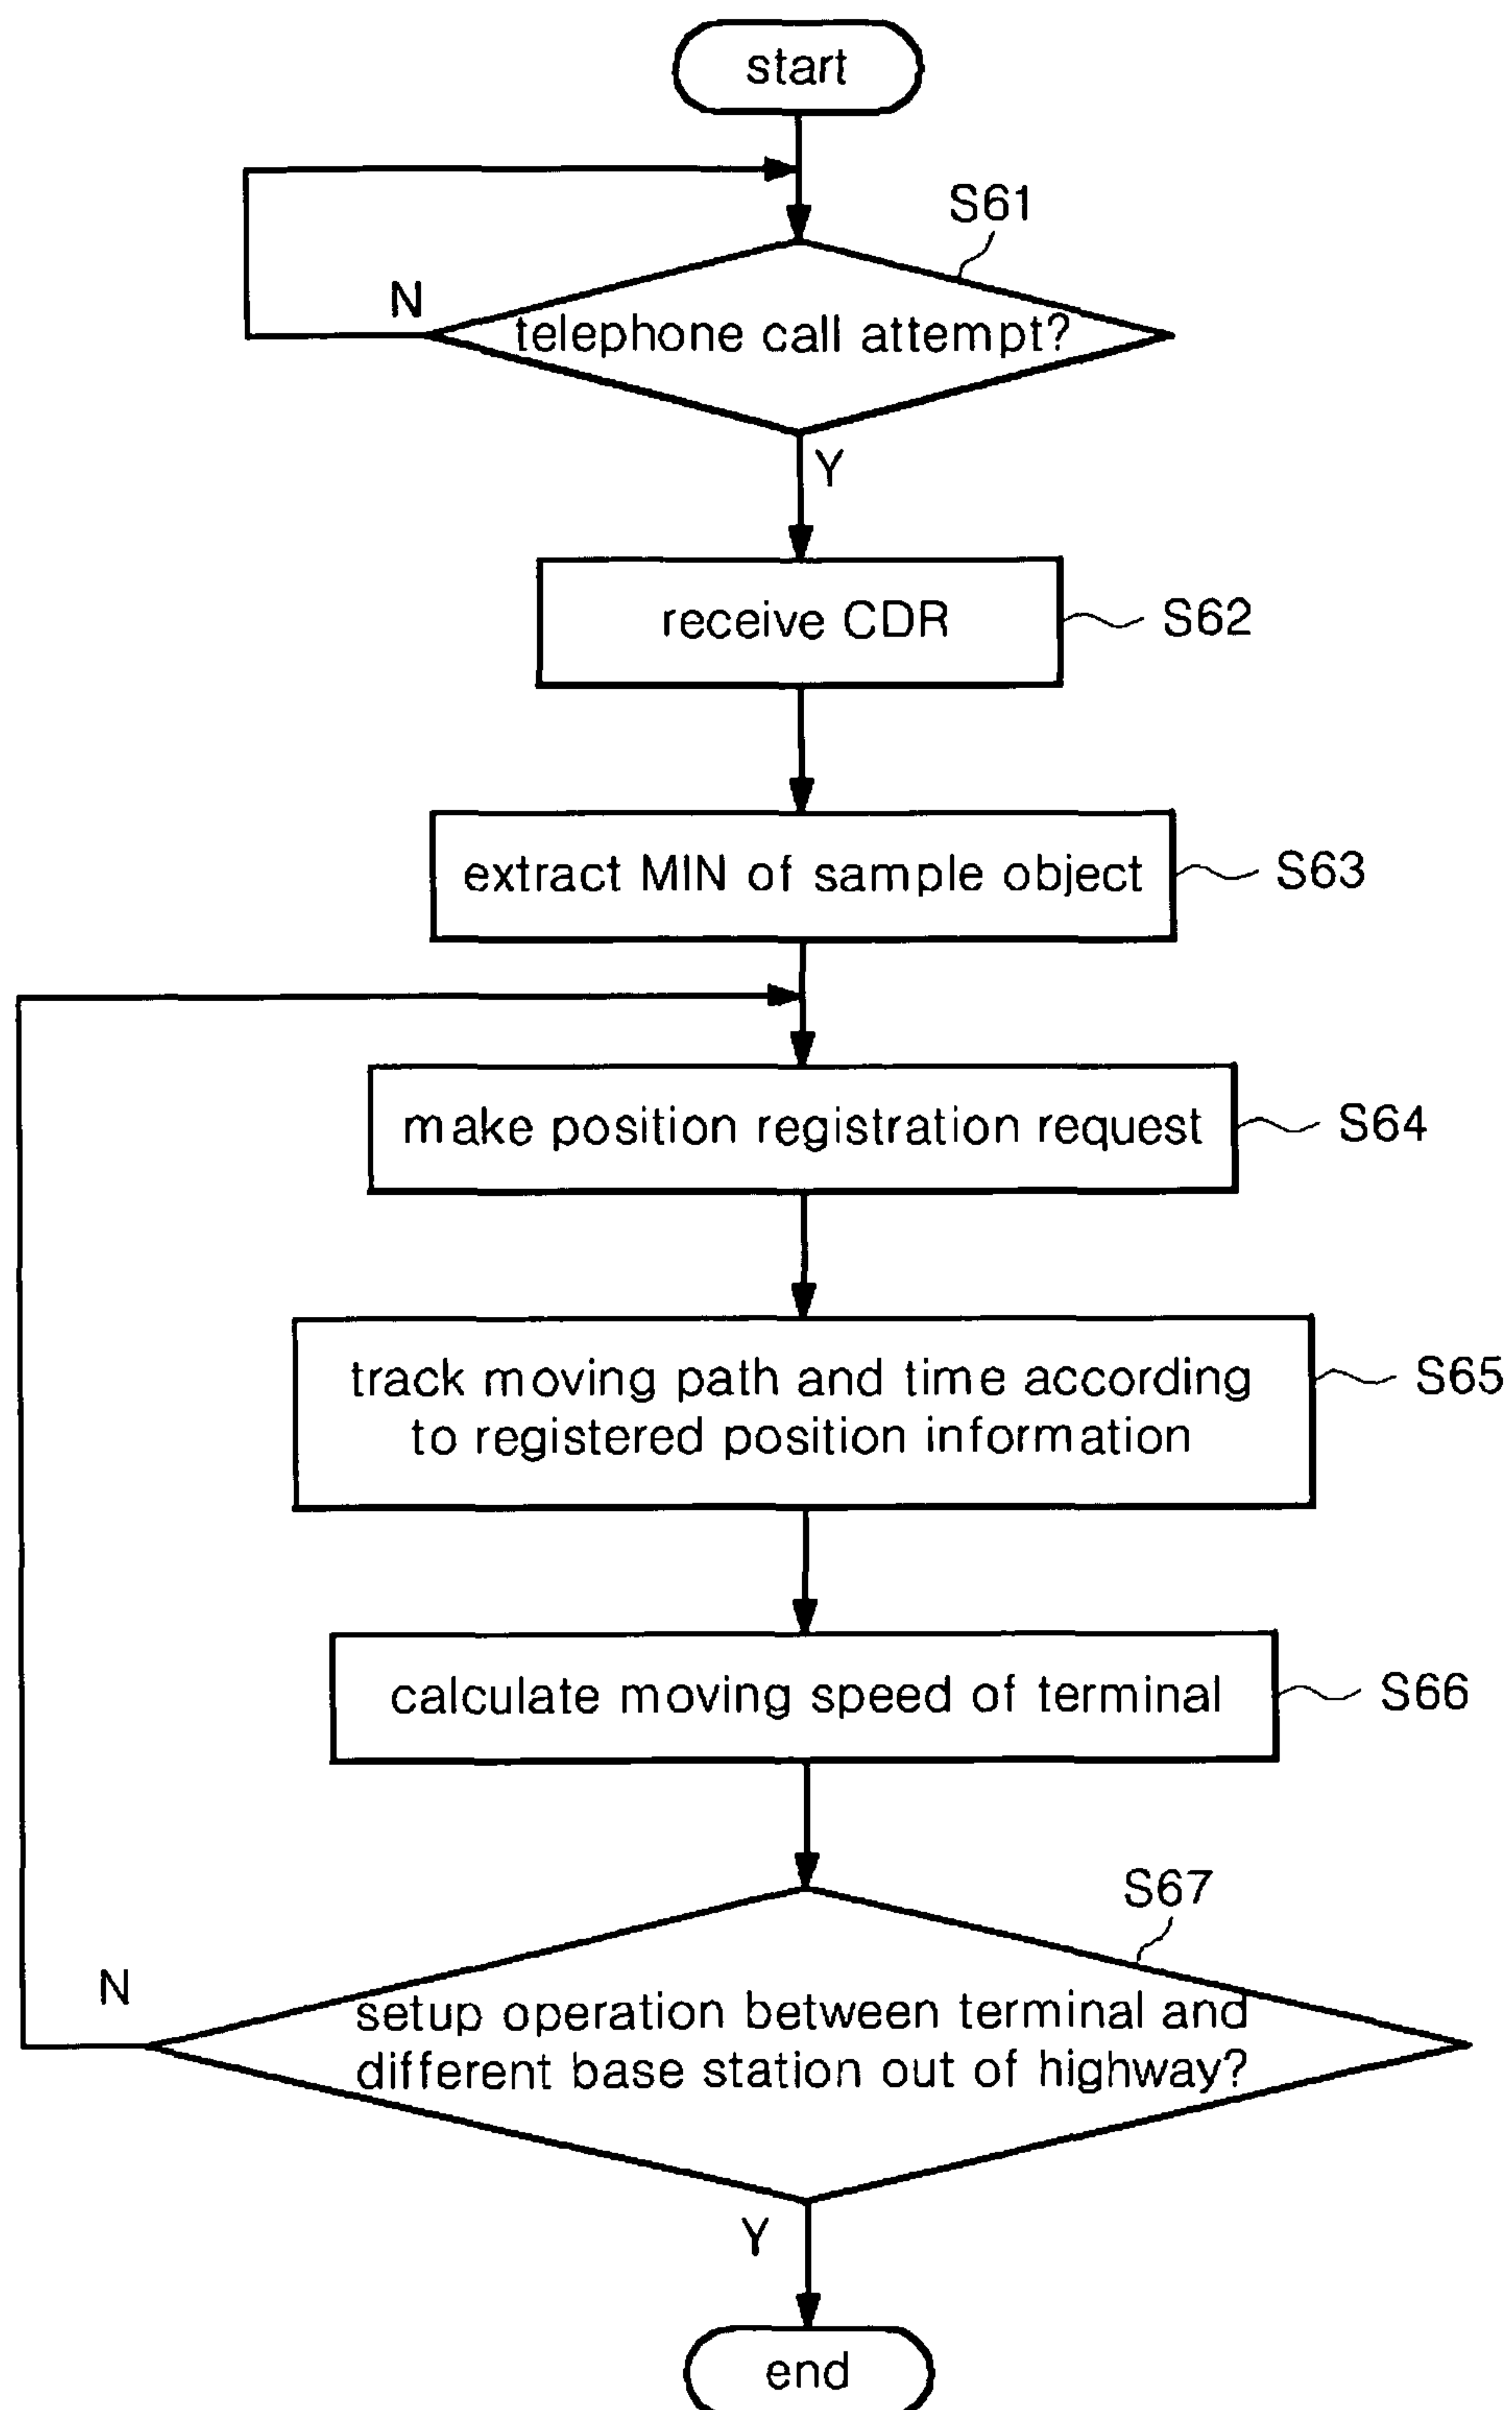 start
S61
N
telephone call attempt?
Y
receive CDR
S62
extract MIN of sample object
S63
make position registration request
S64
track moving path and time according
to registered position information
S65
calculate moving speed of terminal
S66
S67
N
setup operation between terminal and
different base station out of highway?
Y
end